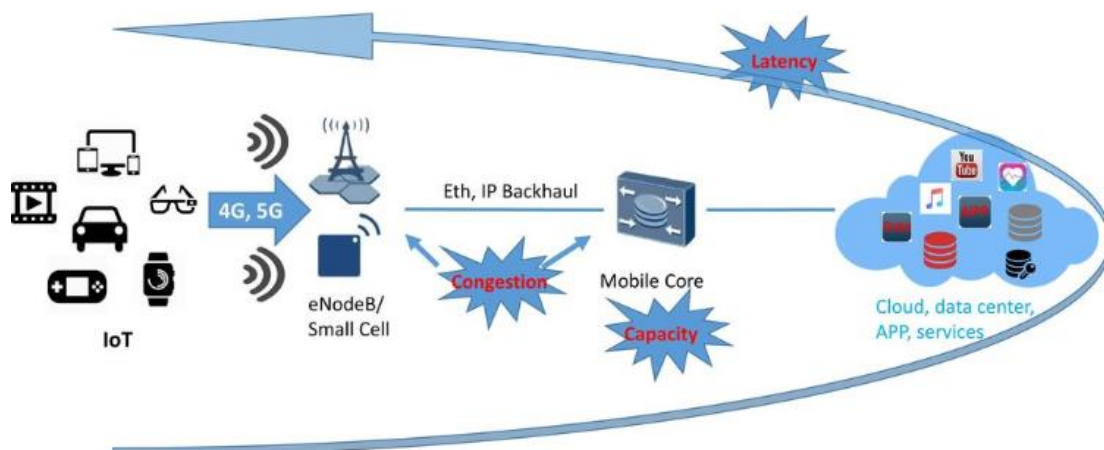 Latency
You
Tube
4G, 5G
Eth, IP Backhaul
APP
Congestion
Mobile Core
eNodeB/
Small Cell
IoT
Capacity
Cloud, data center,
APP, services